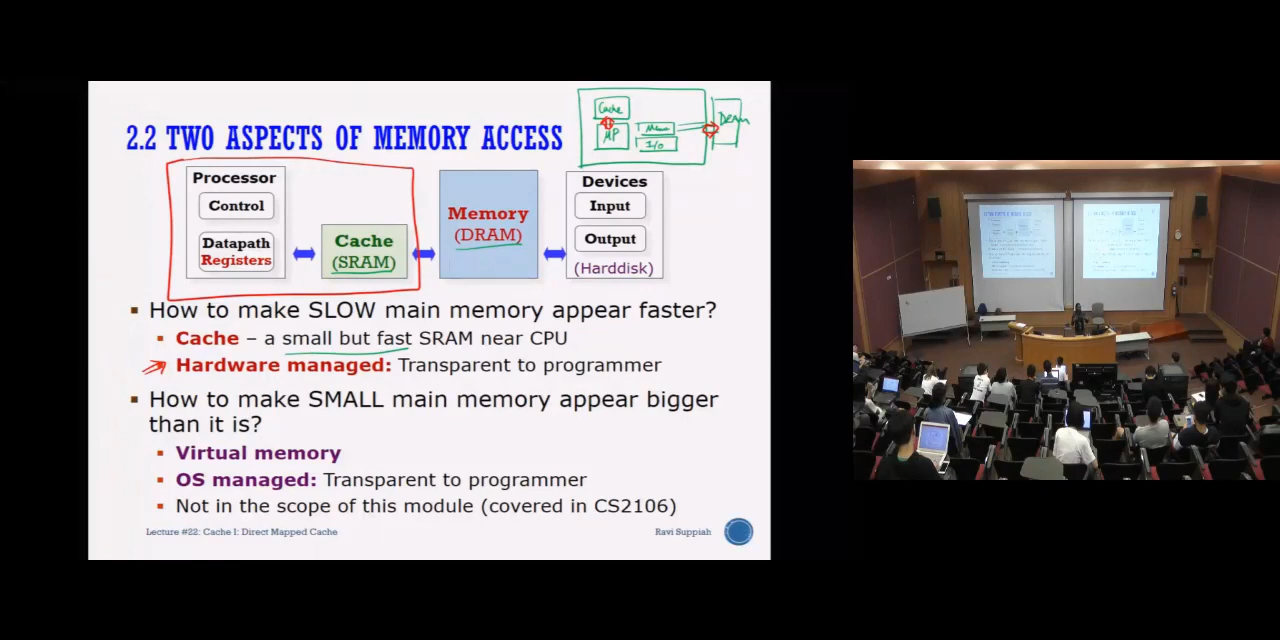 2.2 TWO ASPECTS OF MEMORY ACCESS
Cache
MP
I/O
Processor
Control
Datapath
Registers
Cache
(SRAM)
Memory
(DRAM)
Devices
Input
Output
(Harddisk)
▪ How to make SLOW main memory appear faster?
▪ Cache – a small but fast SRAM near CPU
▪ Hardware managed: Transparent to programmer
▪ How to make SMALL main memory appear bigger
than it is?
▪ Virtual memory
▪ OS managed: Transparent to programmer
▪ Not in the scope of this module (covered in CS2106)
Lecture #22: Cache I: Direct Mapped Cache
Ravi Suppiah